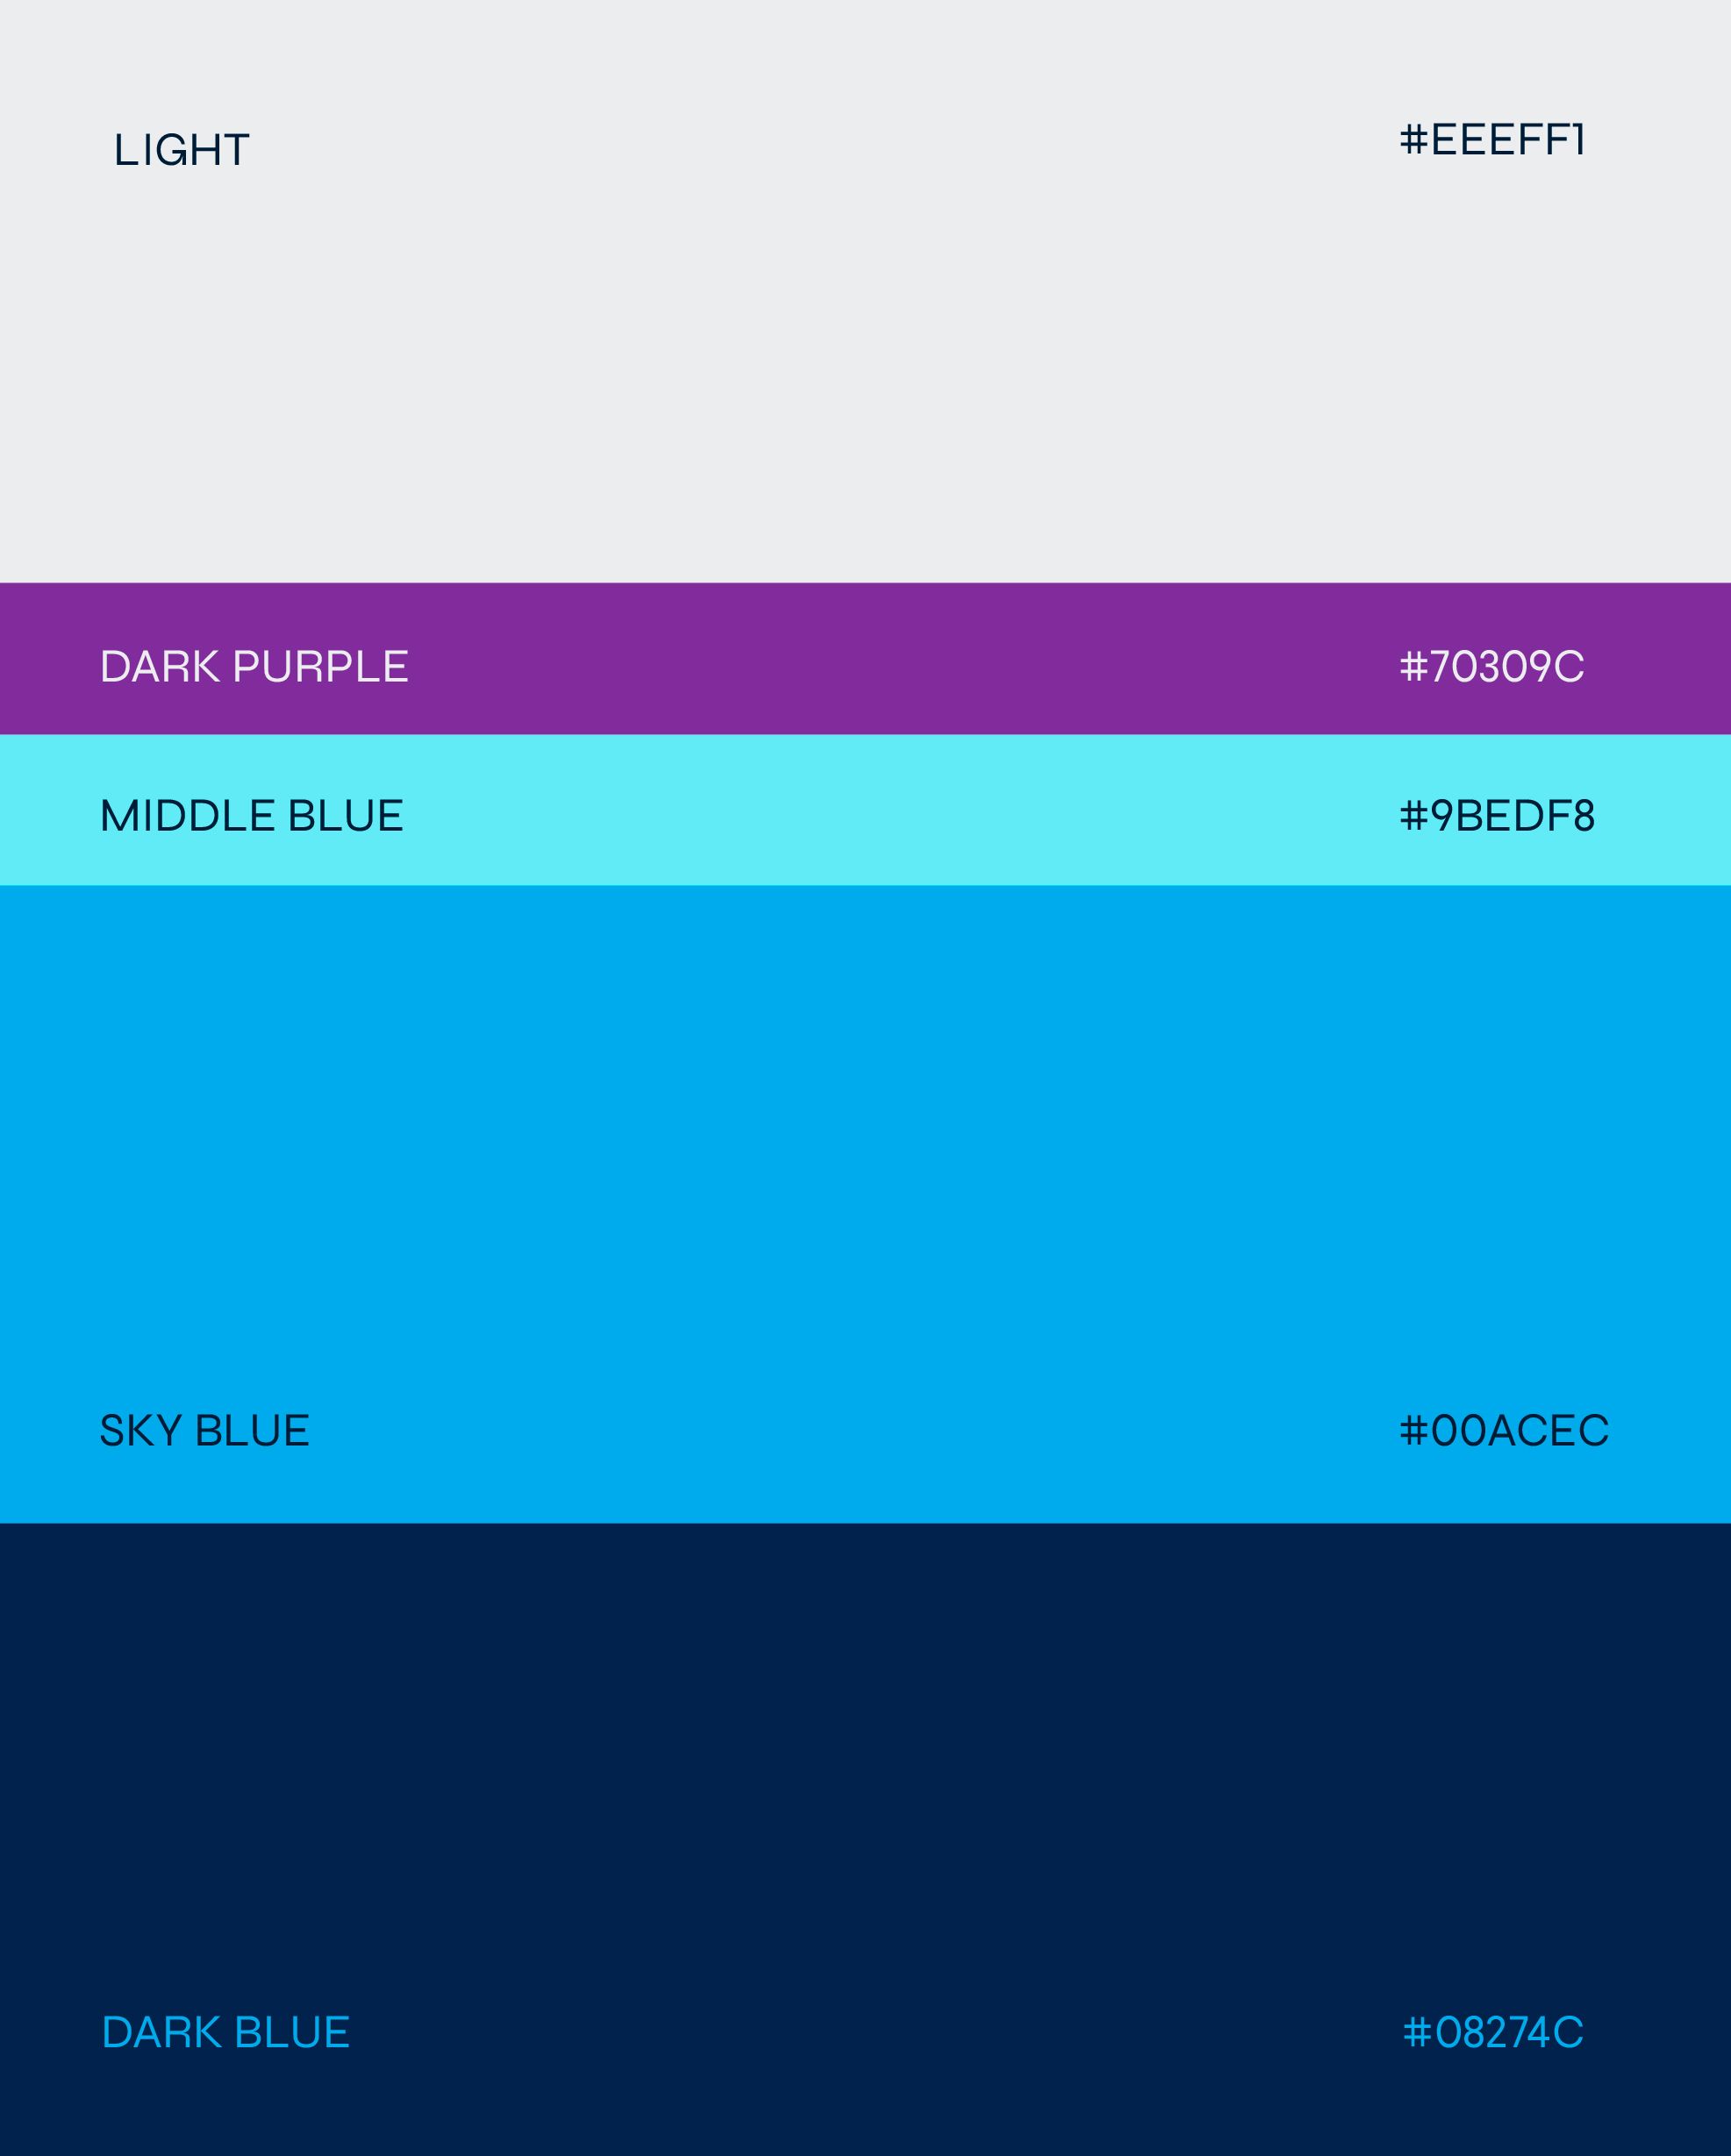 LIGHT #EEEFF1
DARK PURPLE #70309C
MIDDLE BLUE #9BEDF8
SKY BLUE #00ACEC
DARK BLUE #08274C